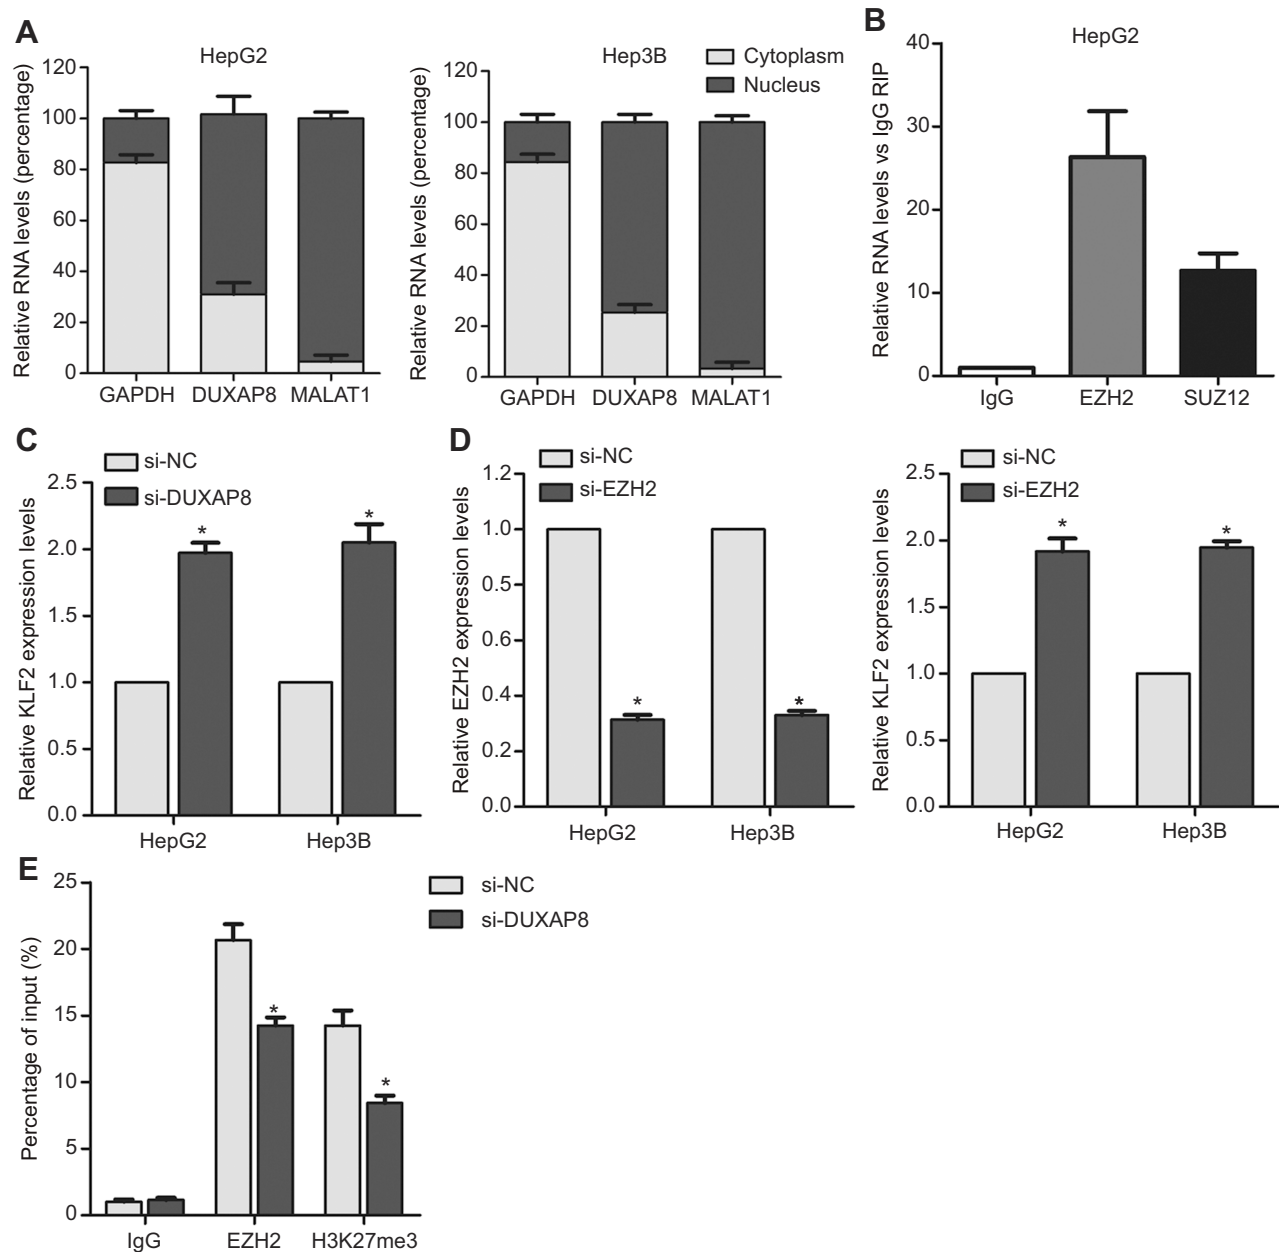 A
HepG2
Relative RNA levels (percentage)
120
100
80
60
40
20
0
GAPDH DUXAP8 MALAT1
Hep3B
Cytoplasm
Nucleus
Relative RNA levels (percentage)
120
100
80
60
40
20
0
GAPDH DUXAP8 MALAT1
B
HepG2
Relative RNA levels vs IgG RIP
40
30
20
10
0
IgG EZH2 SUZ12
C
si-NC
si-DUXAP8
Relative KLF2 expression levels
2.5
2.0
1.5
1.0
0.5
0.0
* *
HepG2 Hep3B
D
si-NC
si-EZH2
Relative EZH2 expression levels
1.2
1.0
0.5
0.6
0.4
0.2
0.0
* *
HepG2 Hep3B
si-NC
si-EZH2
Relative KLF2 expression levels
2.5
2.0
1.5
1.0
0.5
0.0
* *
HepG2 Hep3B
E
si-NC
si-DUXAP8
Percentage of input (%)
25
20
15
10
5
0
* *
IgG EZH2 H3K27me3